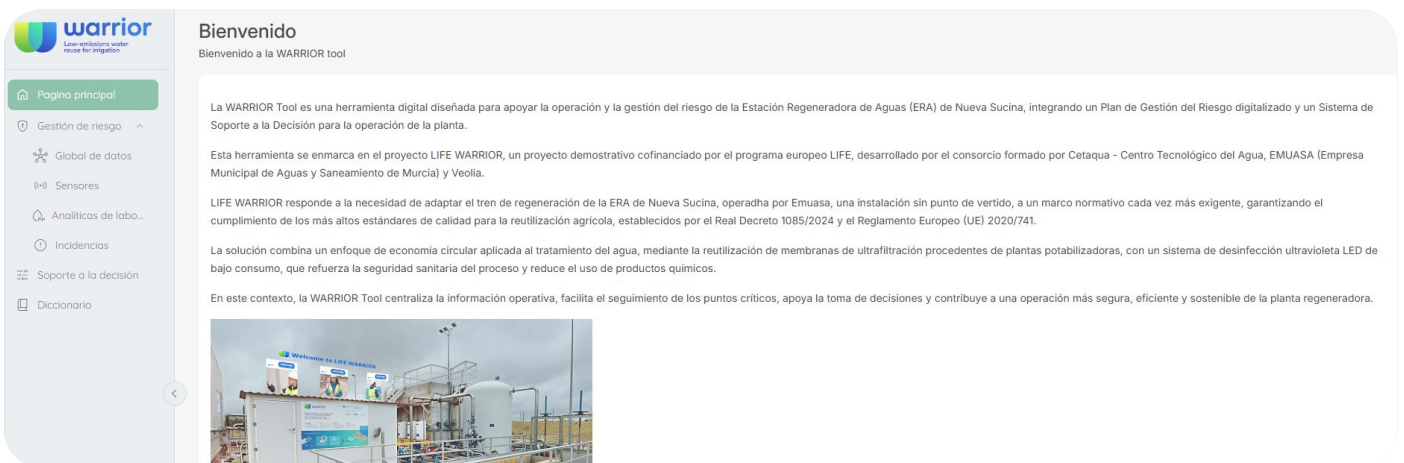 warrior
Low-emissions water
reuse for irrigation
Pagina principal
Gestión de riesgo
Global de datos
Sensores
Analíticas de labo...
Incidencias
Soporte a la decisión
Diccionario
Bienvenido
Bienvenido a la WARRIOR tool
La WARRIOR Tool es una herramienta digital diseñada para apoyar la operación y la gestión del riesgo de la Estación Regeneradora de Aguas (ERA) de Nueva Sucina, integrando un Plan de Gestión del Riesgo digitalizado y un Sistema de
Soporte a la Decisión para la operación de la planta.
Esta herramienta se enmarca en el proyecto LIFE WARRIOR, un proyecto demostrativo cofinanciado por el programa europeo LIFE, desarrollado por el consorcio formado por Cetaqua - Centro Tecnológico del Agua, EMUASA (Empresa
Municipal de Aguas y Saneamiento de Murcia) y Veolia.
LIFE WARRIOR responde a la necesidad de adaptar el tren de regeneración de la ERA de Nueva Sucina, operadha por Emuasa, una instalación sin punto de vertido, a un marco normativo cada vez más exigente, garantizando el
cumplimiento de los más altos estándares de calidad para la reutilización agrícola, establecidos por el Real Decreto 1085/2024 y el Reglamento Europeo (UE) 2020/741.
La solución combina un enfoque de economía circular aplicada al tratamiento del agua, mediante la reutilización de membranas de ultrafiltración procedentes de plantas potabilizadoras, con un sistema de desinfección ultravioleta LED de
bajo consumo, que refuerza la seguridad sanitaria del proceso y reduce el uso de productos químicos.
En este contexto, la WARRIOR Tool centraliza la información operativa, facilita el seguimiento de los puntos críticos, apoya la toma de decisiones y contribuye a una operación más segura, eficiente y sostenible de la planta regeneradora.
Welcome to LIFE WARRIOR